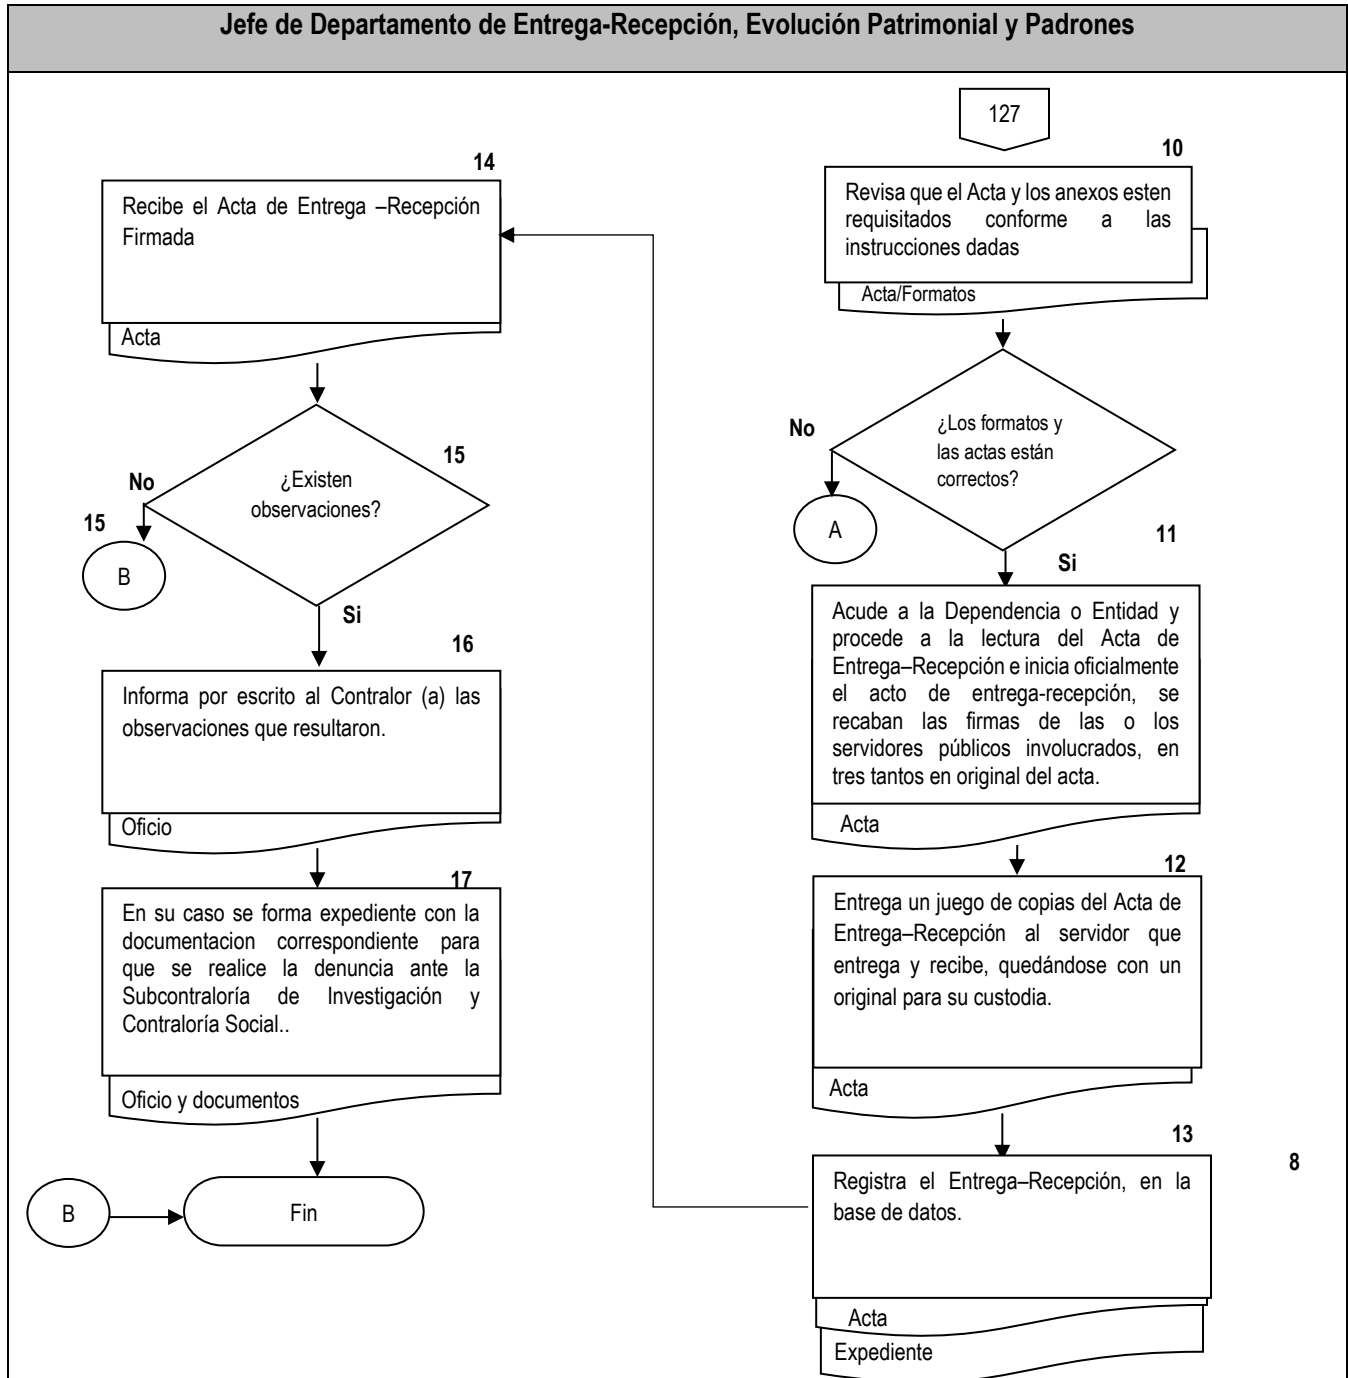 Jefe de Departamento de Entrega-Recepción, Evolución Patrimonial y Padrones
127
10
Revisa que el Acta y los anexos esten
requisitados conforme a las
instrucciones dadas
Acta/Formatos
No
¿Los formatos y
las actas están
correctos?
A
11
Si
Acude a la Dependencia o Entidad y
procede a la lectura del Acta de
Entrega–Recepción e inicia oficialmente
el acto de entrega-recepción, se
recaban las firmas de las o los
servidores públicos involucrados, en
tres tantos en original del acta.
Acta
12
Entrega un juego de copias del Acta de
Entrega–Recepción al servidor que
entrega y recibe, quedándose con un
original para su custodia.
Acta
13
8
Registra el Entrega–Recepción, en la
base de datos.
Acta
Expediente
14
Recibe el Acta de Entrega –Recepción
Firmada
Acta
15
No
¿Existen
observaciones?
15
B
Si
16
Informa por escrito al Contralor (a) las
observaciones que resultaron.
Oficio
17
En su caso se forma expediente con la
documentacion correspondiente para
que se realice la denuncia ante la
Subcontraloría de Investigación y
Contraloría Social..
Oficio y documentos
B
Fin